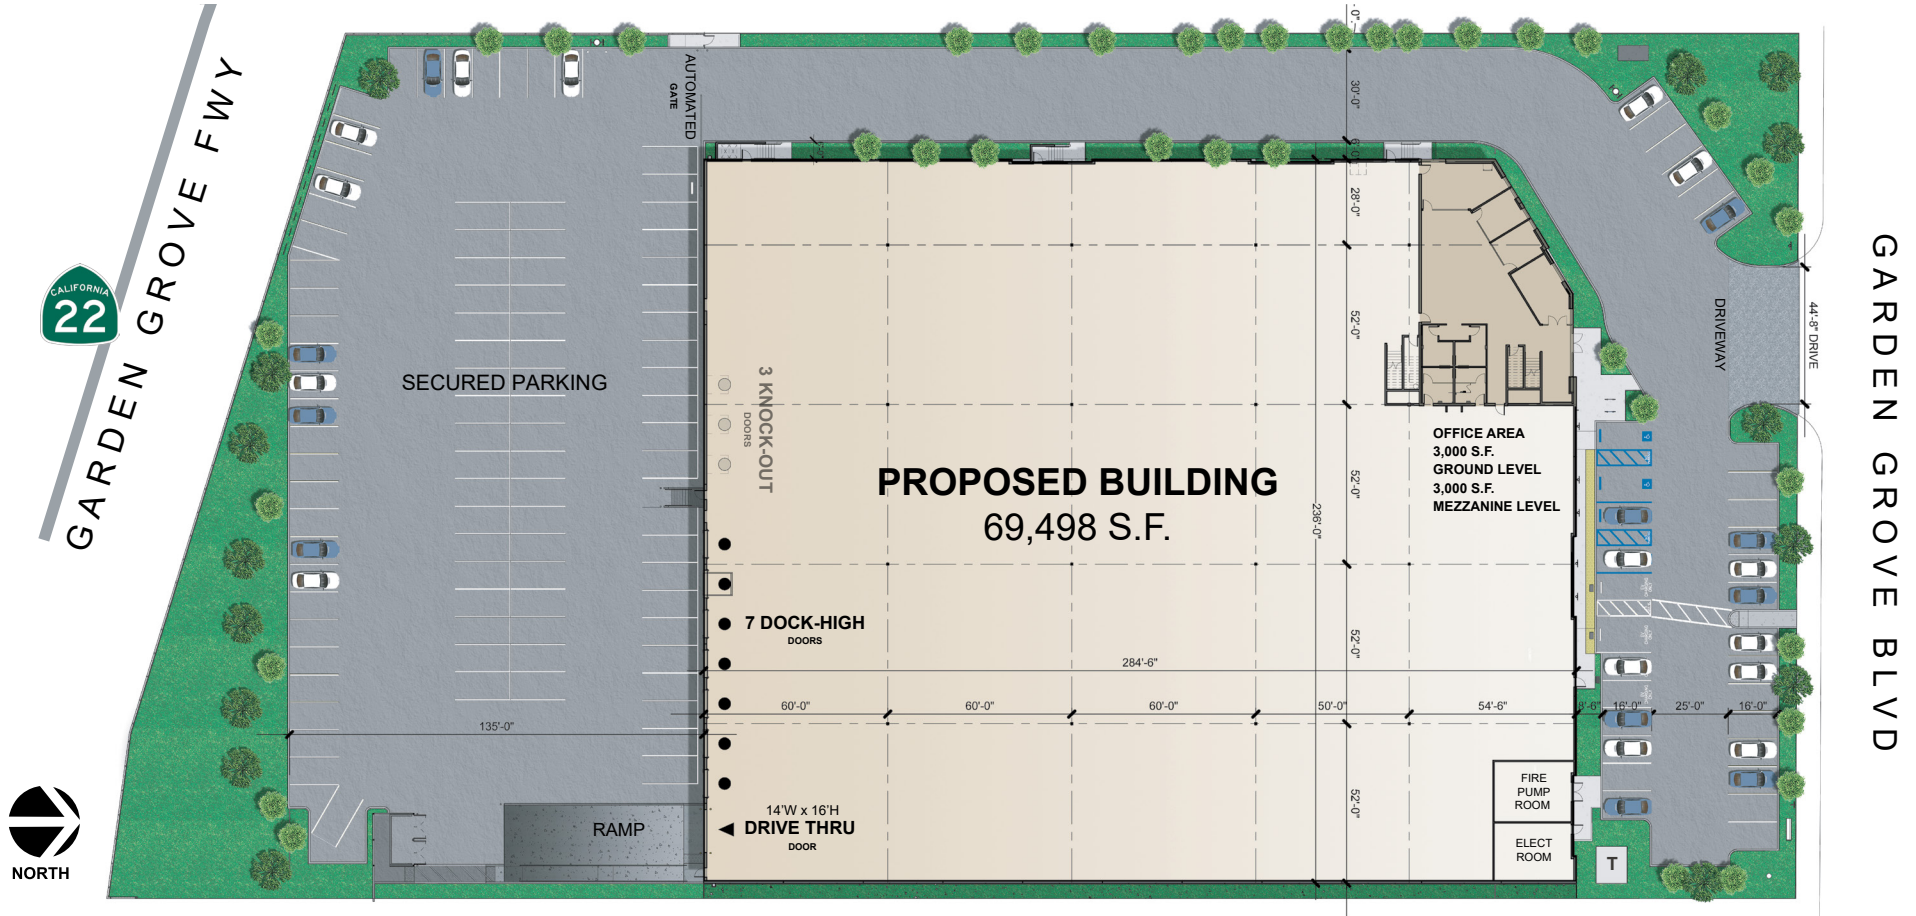 GARDEN GROVE FWY
CALIFORNIA
22
NORTH
SECURED PARKING
135'-0"
RAMP
AUTOMATED
GATE
3 KNOCK-OUT
DOORS
7 DOCK-HIGH
DOORS
14'W x 16'H
DRIVE THRU
DOOR
PROPOSED BUILDING
69,498 S.F.
284'-6"
60'-0"
60'-0"
60'-0"
50'-0"
54'-6"
8'-6"
16'-0"
25'-0"
16'-0"
30'-0"
28'-0"
52'-0"
52'-0"
52'-0"
52'-0"
236'-0"
OFFICE AREA
3,000 S.F.
GROUND LEVEL
3,000 S.F.
MEZZANINE LEVEL
FIRE
PUMP
ROOM
ELECT
ROOM
T
DRIVEWAY
44'-8" DRIVE
GARDEN GROVE BLVD